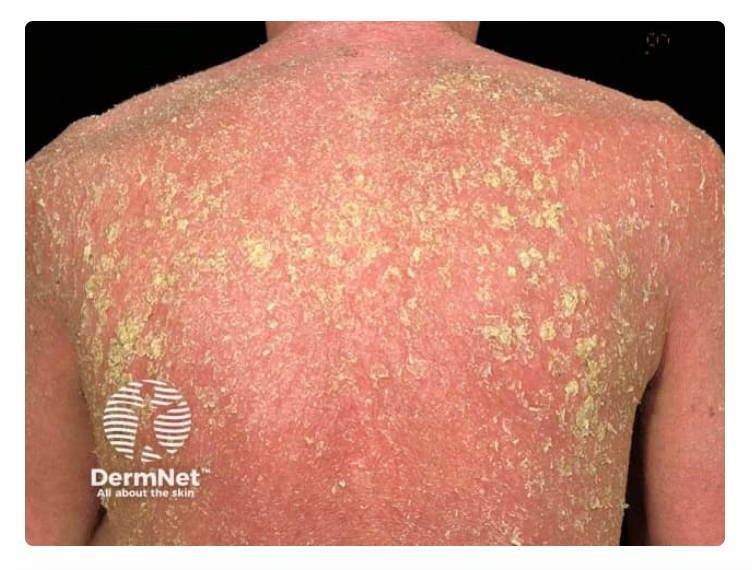 DermNet™
All about the skin